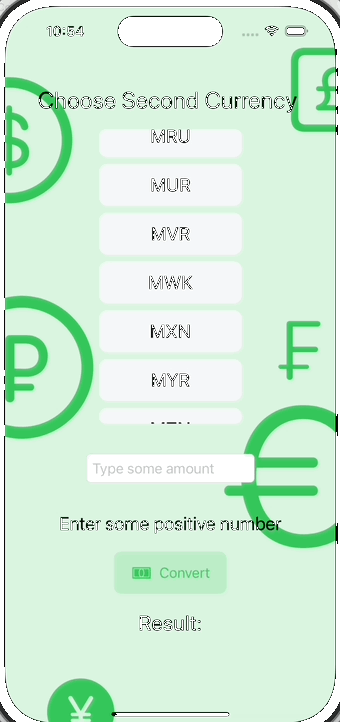 10:54
Choose Second Currency
MRU
MUR
MVR
MWK
MXN
MYR
Type some amount
Enter some positive number
Convert
Result: